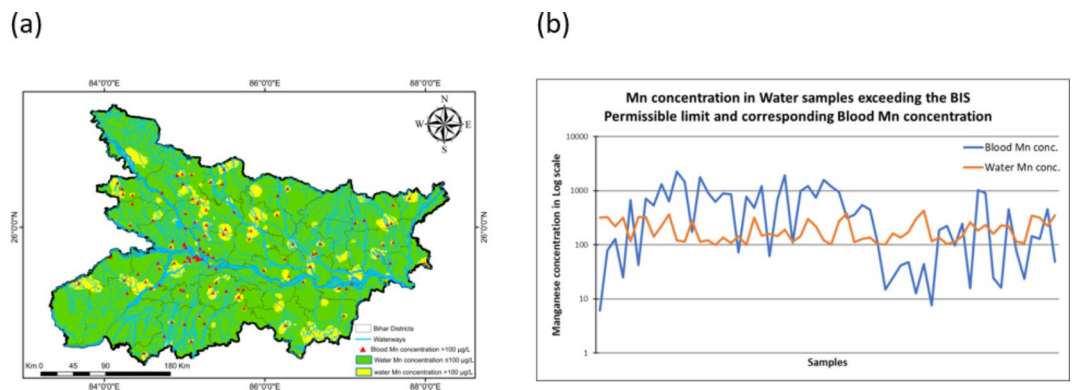 (a)
(b)
84°0'0"E
86°0'0"E
88°0'0"E
N
W
E
S
26°0'0"N
26°0'0"N
Bihar Districts
Waterways
Blood Mn concentration >100 µg/L
Water Mn concentration ≤100 µg/L
water Mn concentration >100 µg/L
Km 0 45 90 180 Km
84°0'0"E
86°0'0"E
88°0'0"E
Mn concentration in Water samples exceeding the BIS
Permissible limit and corresponding Blood Mn concentration
Manganese concentration in Log scale
10000
1000
100
10
1
Blood Mn conc.
Water Mn conc.
Samples